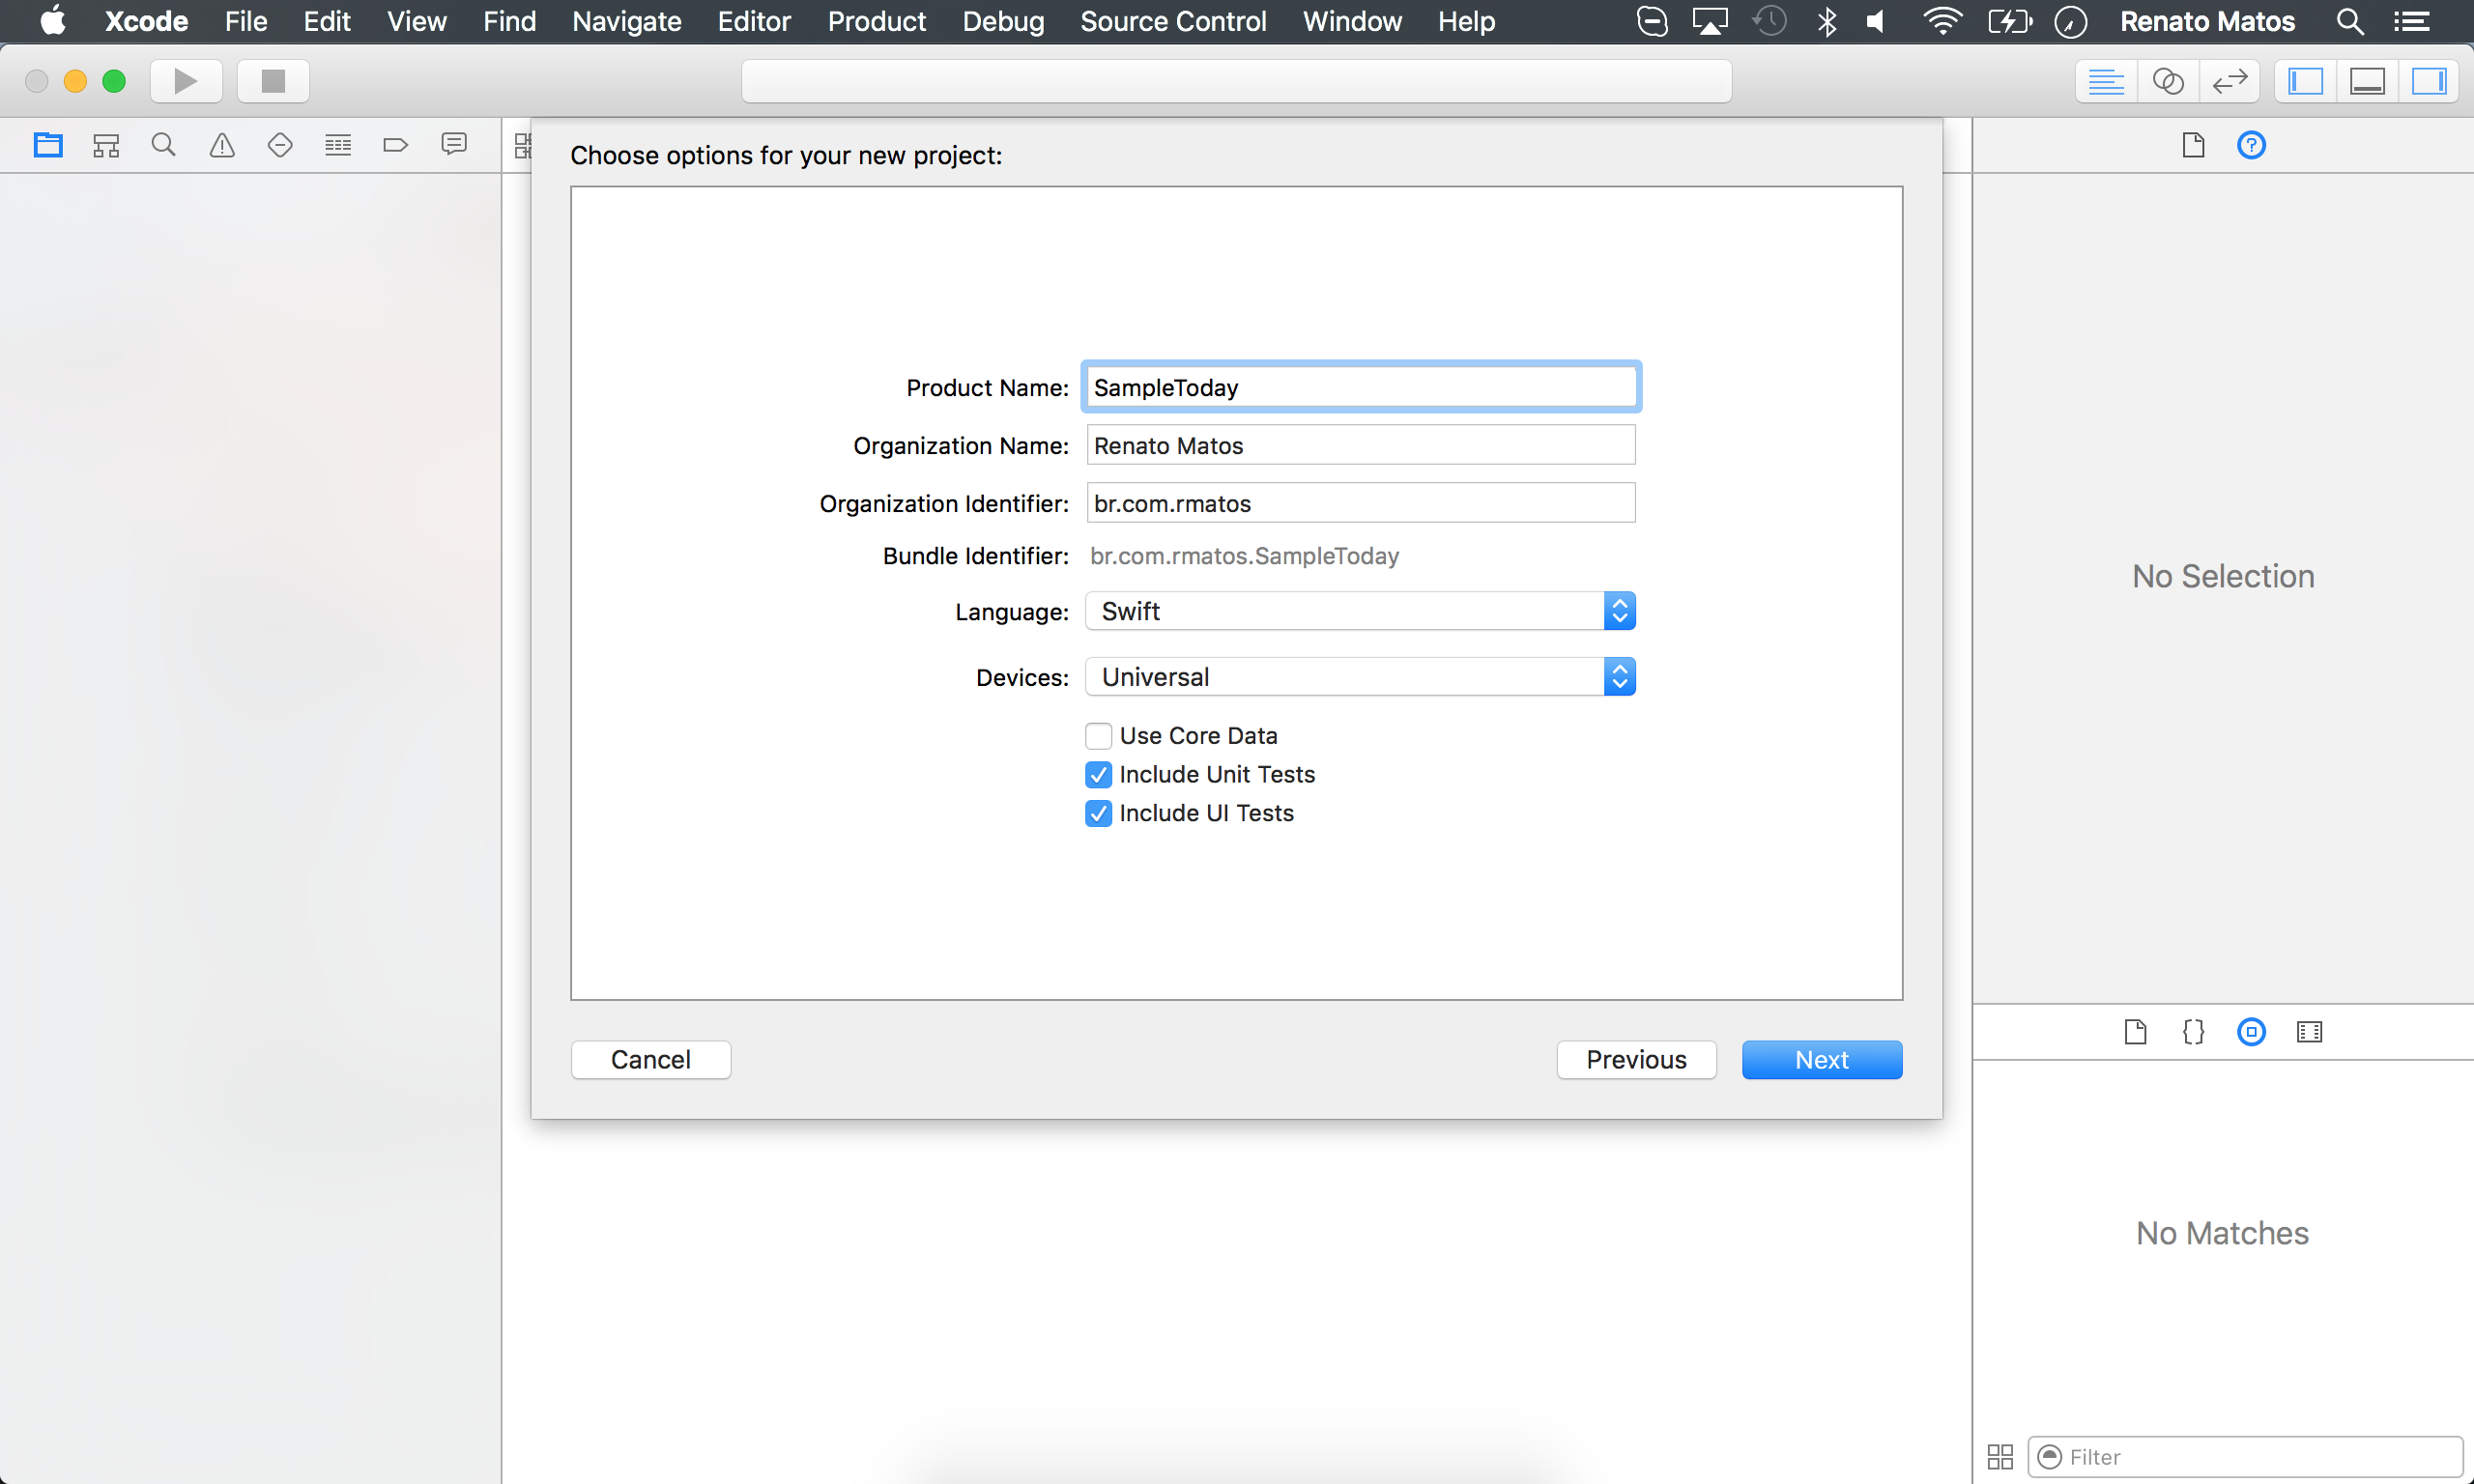 Xcode File Edit View Find Navigate Editor Product Debug Source Control Window Help Renato Matos
Choose options for your new project:
Product Name: SampleToday
Organization Name: Renato Matos
Organization Identifier: br.com.rmatos
Bundle Identifier: br.com.rmatos.SampleToday
Language: Swift
Devices: Universal
Use Core Data
Include Unit Tests
Include UI Tests
Cancel Previous Next
No Selection
No Matches
Filter